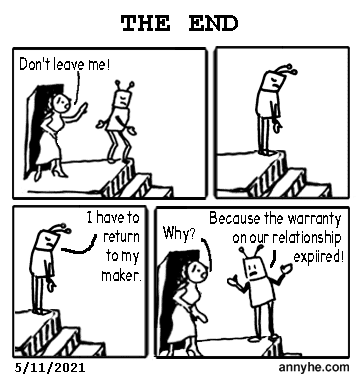 THE END
Don't leave me!
I have to
return
to my
maker.
Why?
Because the warranty
on our relationship
expiired!
5/11/2021
annyhe.com